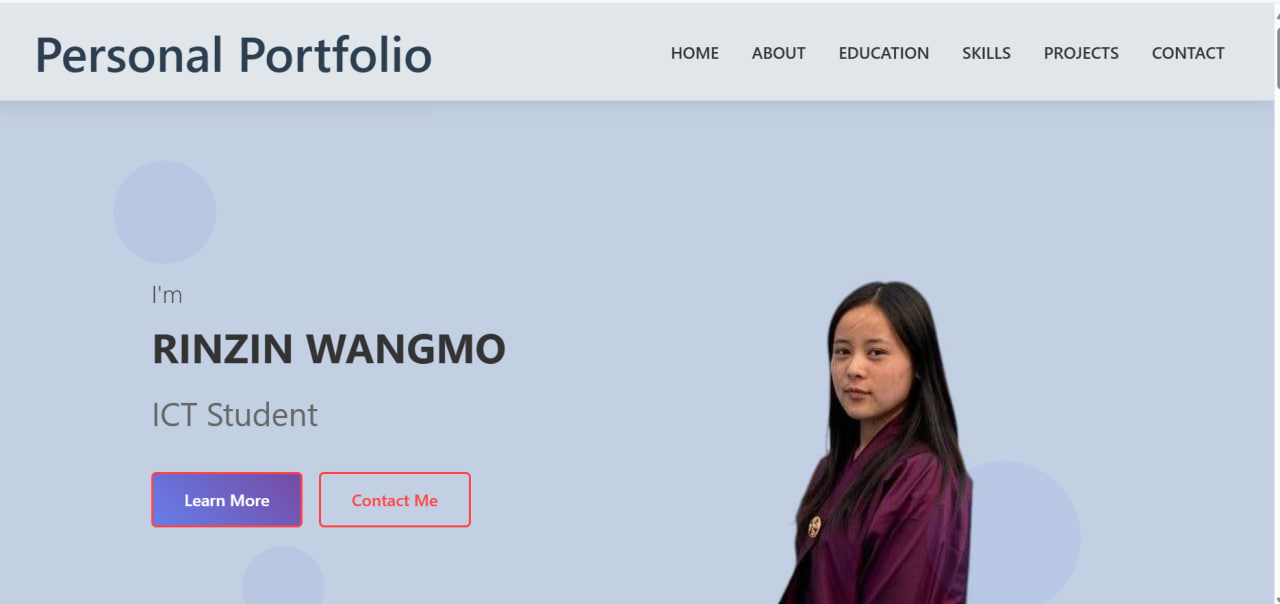 Personal Portfolio
HOME ABOUT EDUCATION SKILLS PROJECTS CONTACT
I'm
RINZIN WANGMO
ICT Student
Learn More Contact Me